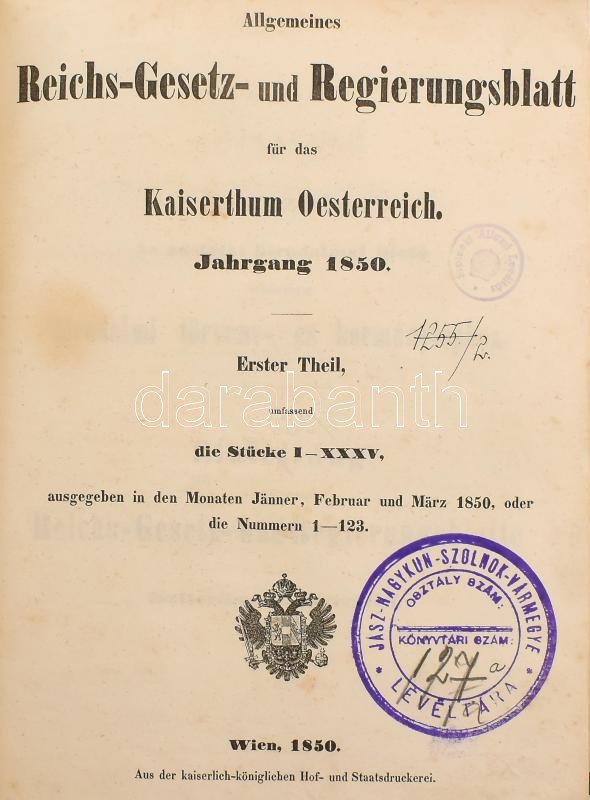 Allgemeines
Reichs-Gesetz- und Regierungsblatt
für das
Kaiserthum Oesterreich.
Jahrgang 1850.
1255/2.
Erster Theil,
darabanth
umfassend
die Stücke I–XXXV,
ausgegeben in den Monaten Jänner, Februar und März 1850, oder
die Nummern 1–123.
JÁSZ-NAGYKUN-SZOLNOK-VÁRMEGYE
OSZTÁLY SZÁM:
KÖNYVTÁRI SZÁM:
127 a
* LEVÉLTÁRA *
Wien, 1850.
Aus der kaiserlich-königlichen Hof- und Staatsdruckerei.